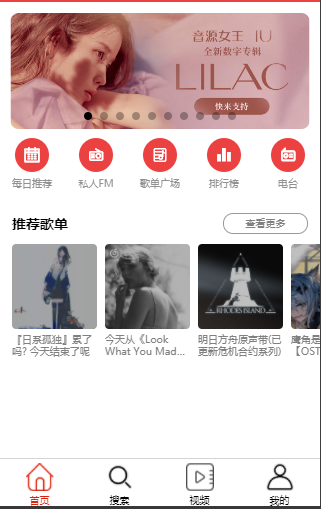 音源女王 IU
全新数字专辑
LILAC
快来支持
每日推荐
私人FM
歌单广场
排行榜
电台
推荐歌单
查看更多
RHODES ISLAND
『日系孤独』累了
吗? 今天结束了呢
今天从《Look
What You Mad...
明日方舟原声带(已
更新危机合约系列)
鹰角是
【OST
首页
搜索
视频
我的